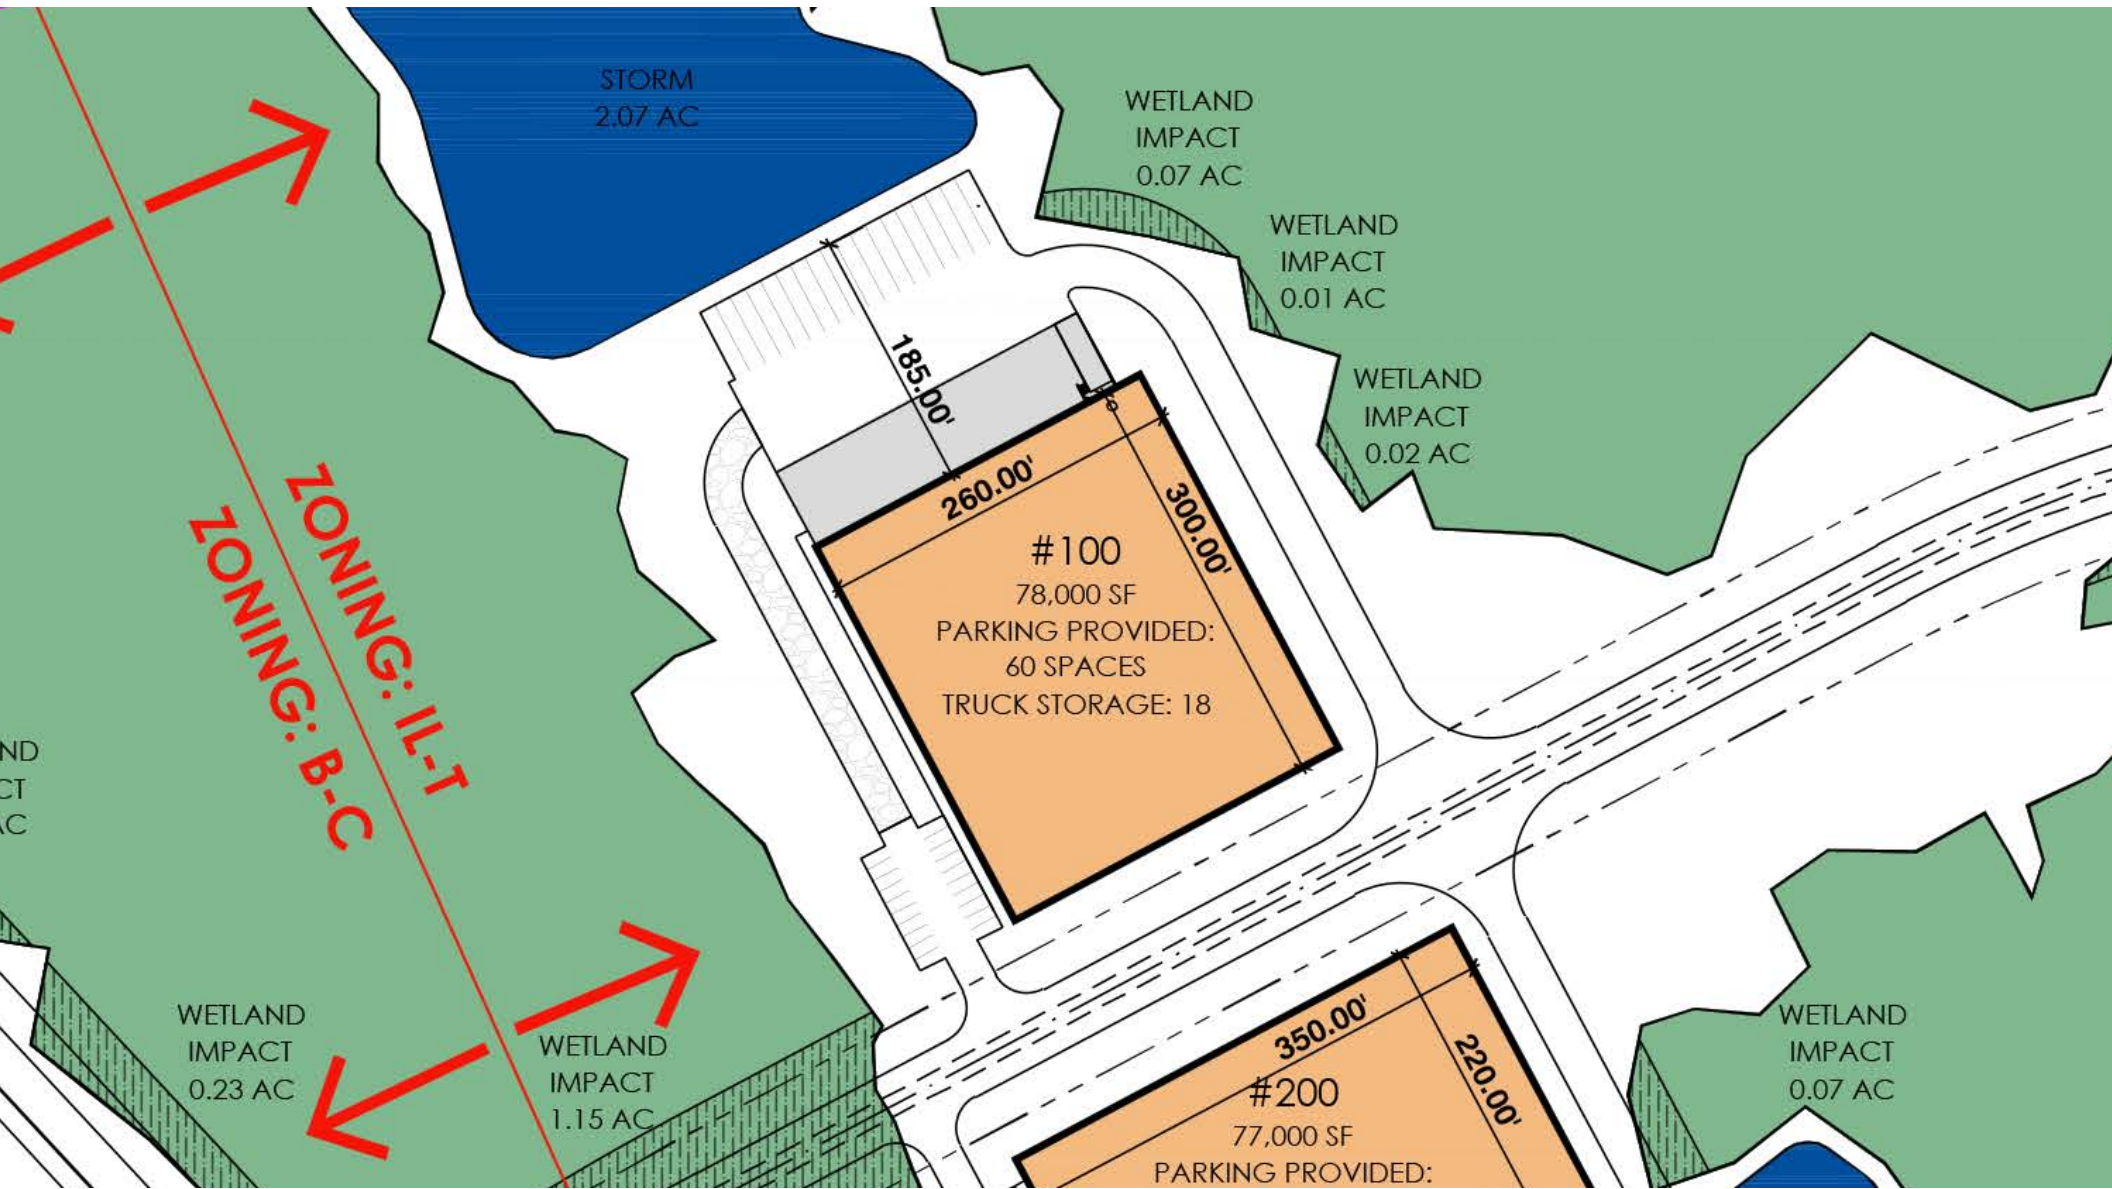 STORM
2.07 AC
WETLAND
IMPACT
0.07 AC
WETLAND
IMPACT
0.01 AC
WETLAND
IMPACT
0.02 AC
185.00'
260.00'
300.00'
#100
78,000 SF
PARKING PROVIDED:
60 SPACES
TRUCK STORAGE: 18
ZONING: IL-T
ZONING: B-C
ND
CT
AC
WETLAND
IMPACT
0.23 AC
WETLAND
IMPACT
1.15 AC
350.00'
220.00'
#200
77,000 SF
PARKING PROVIDED:
WETLAND
IMPACT
0.07 AC